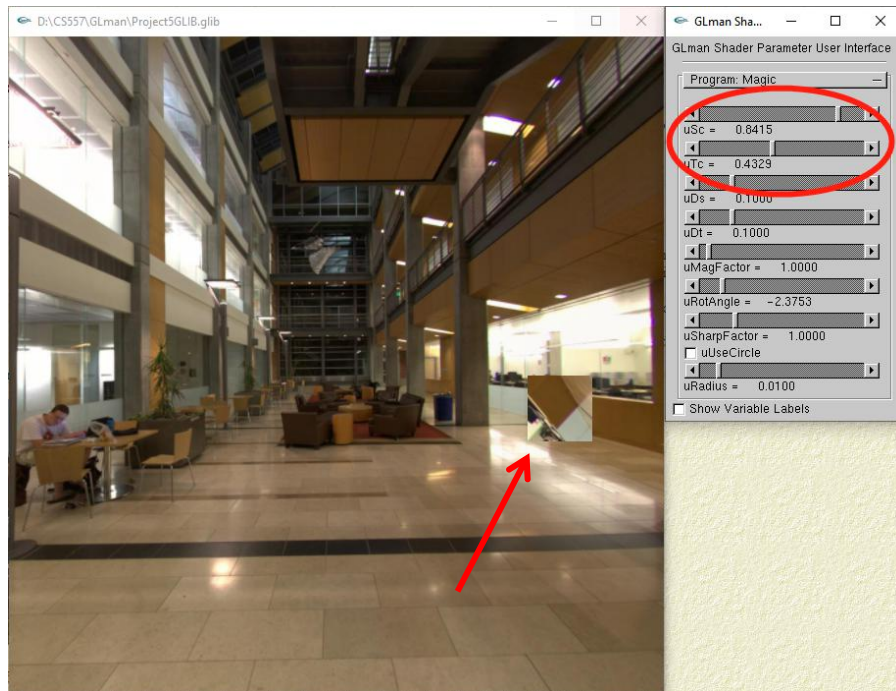 D:\CS557\GLman\Project5GLIB.glib
GLman Sha...
GLman Shader Parameter User Interface
Program: Magic
uSc = 0.8415
uTc = 0.4329
uDs = 0.1000
uDt = 0.1000
uMagFactor = 1.0000
uRotAngle = -2.3753
uSharpFactor = 1.0000
uUseCircle
uRadius = 0.0100
Show Variable Labels